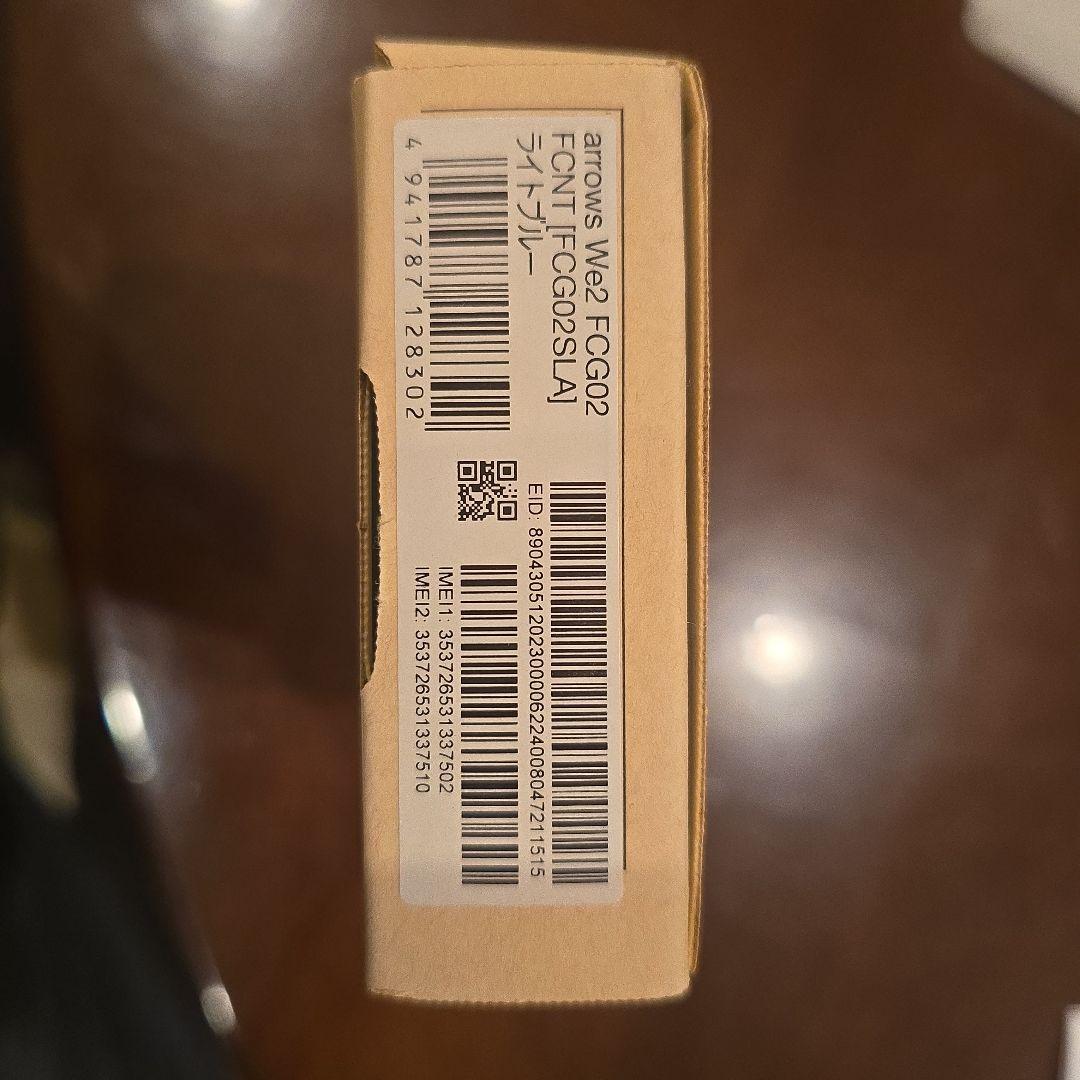 arrows We2 FCG02
FCNT [FCG02SLA]
ライトブルー
4 941787 128302
EID: 89043051202300006224008047211515
IMEI1: 353726531337502
IMEI2: 353726531337510